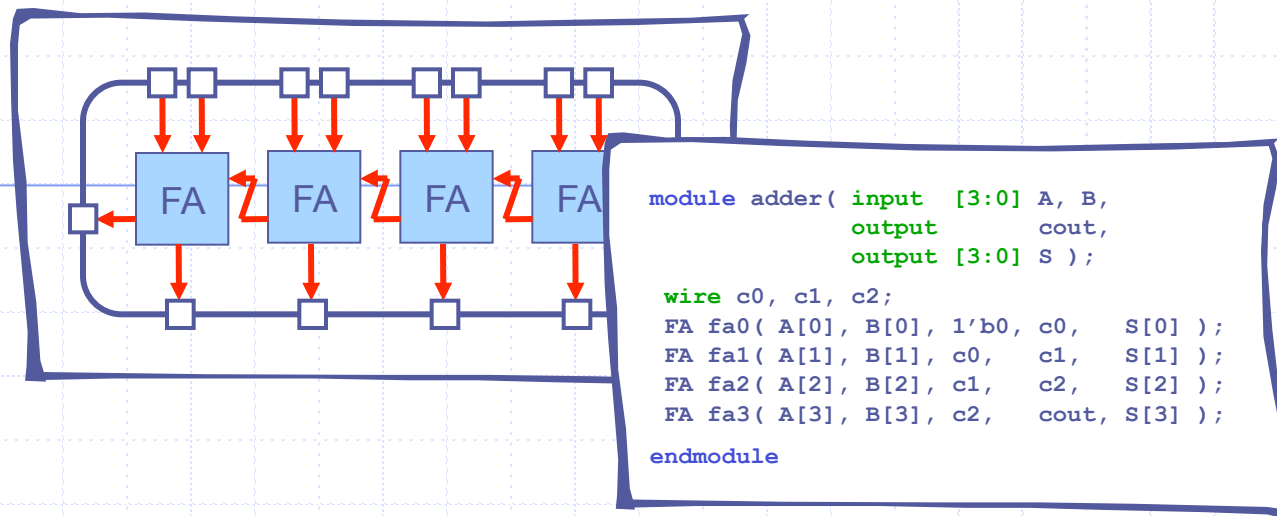 FA FA FA FA
module adder( input [3:0] A, B,
output cout,
output [3:0] S );
wire c0, c1, c2;
FA fa0( A[0], B[0], 1’b0, c0, S[0] );
FA fa1( A[1], B[1], c0, c1, S[1] );
FA fa2( A[2], B[2], c1, c2, S[2] );
FA fa3( A[3], B[3], c2, cout, S[3] );
endmodule